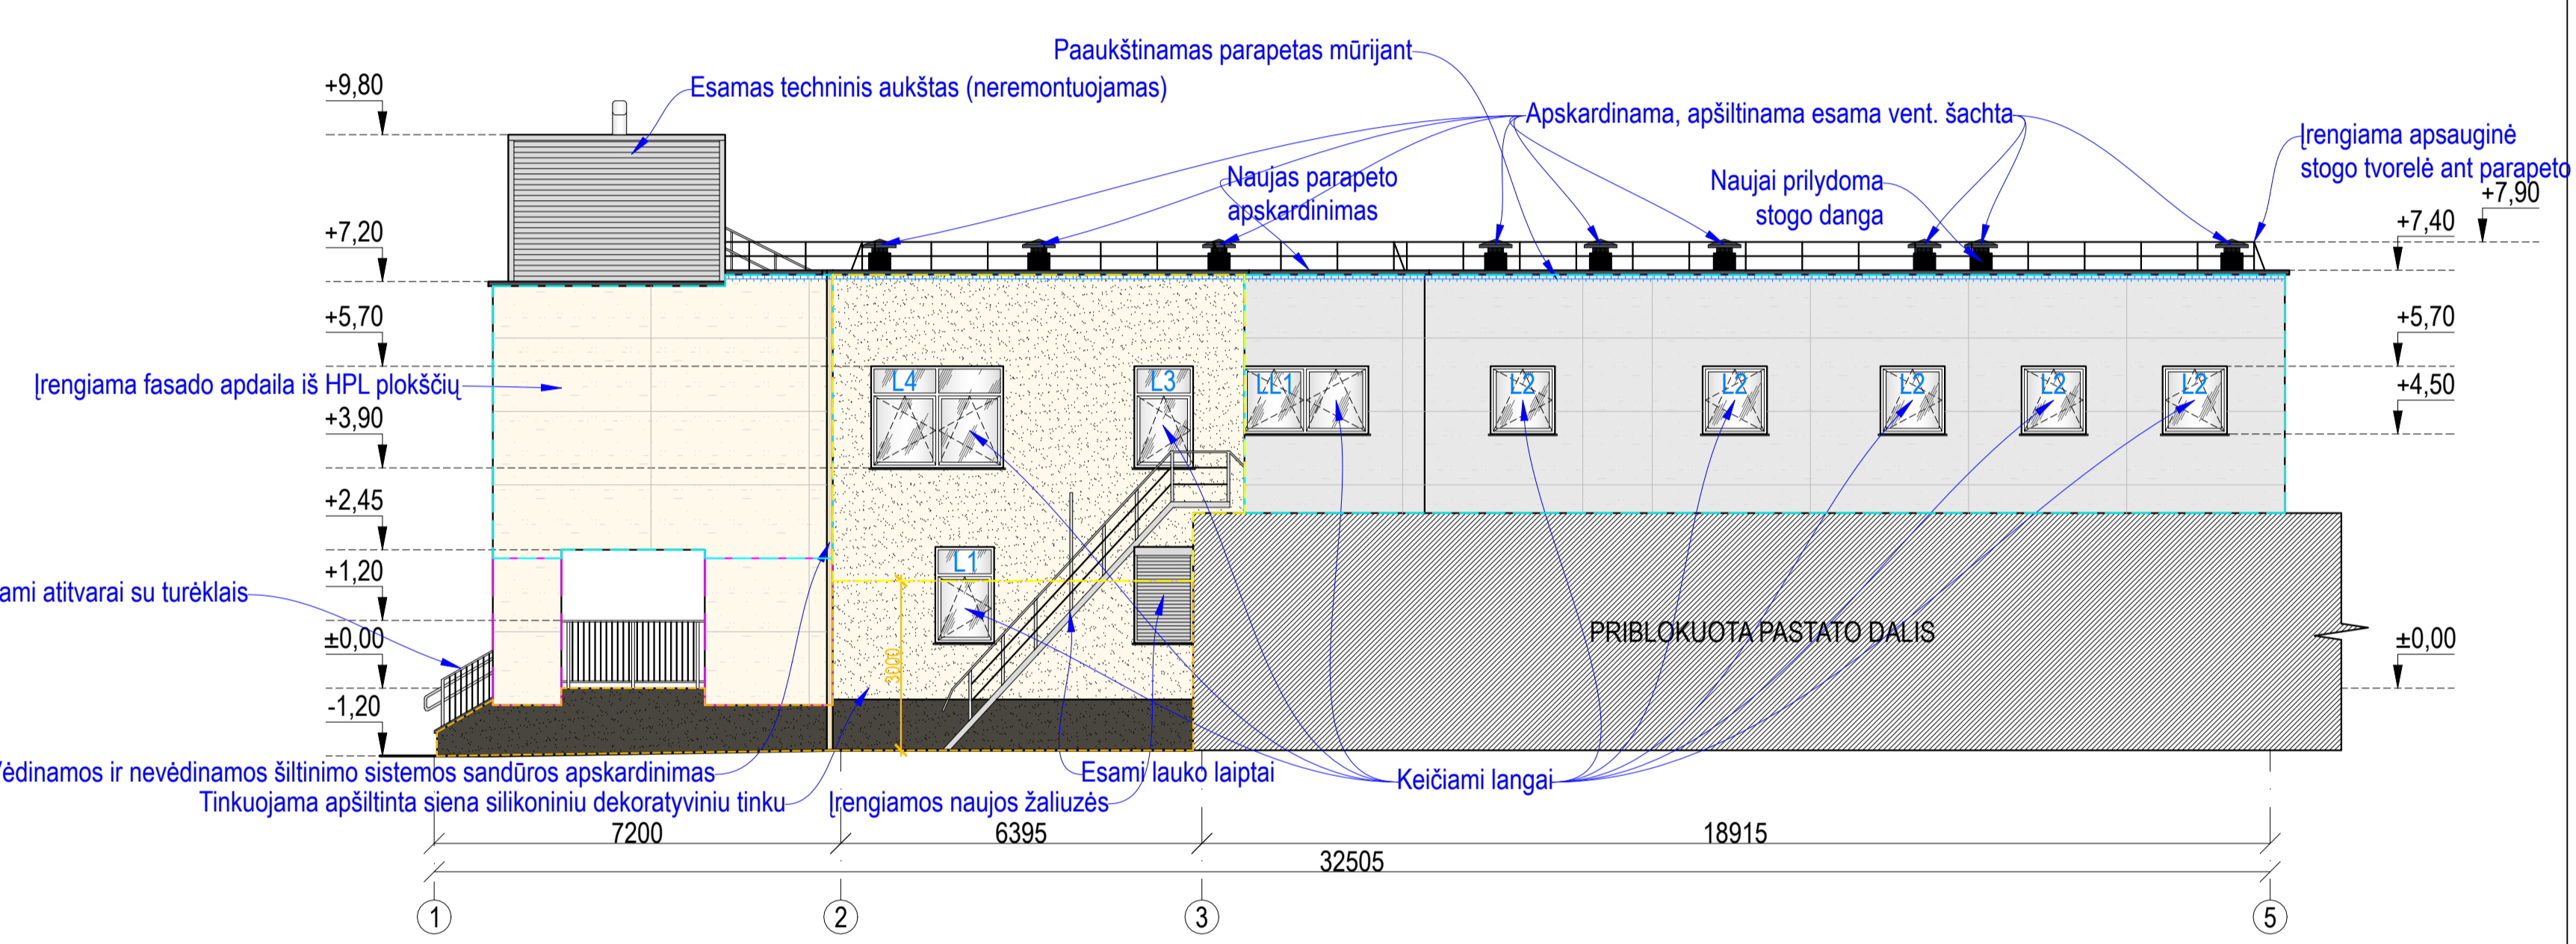 Paaukštinamas parapetas mūrijant
+9,80
Esamas techninis aukštas (neremontuojamas)
Apskardinama, apšiltinama esama vent. šachta
Įrengiama apsauginė
stogo tvorelė ant parapeto
Naujas parapeto
apskardinimas
Naujai prilydoma
stogo danga
+7,90
+7,20
+7,40
+5,70
+5,70
Įrengiama fasado apdaila iš HPL plokščių
L4
L3
LL1
L2
L2
L2
L2
L2
+4,50
+3,90
+2,45
L1
+1,20
ami atitvarai su turėklais
±0,00
3000
PRIBLOKUOTA PASTATO DALIS
±0,00
-1,20
Vėdinamos ir nevėdinamos šiltinimo sistemos sandūros apskardinimas
Esami lauko laiptai
Keičiami langai
Tinkuojama apšiltinta siena silikoniniu dekoratyviniu tinku
Įrengiamos naujos žaliuzės
7200
6395
18915
32505
1
2
3
5